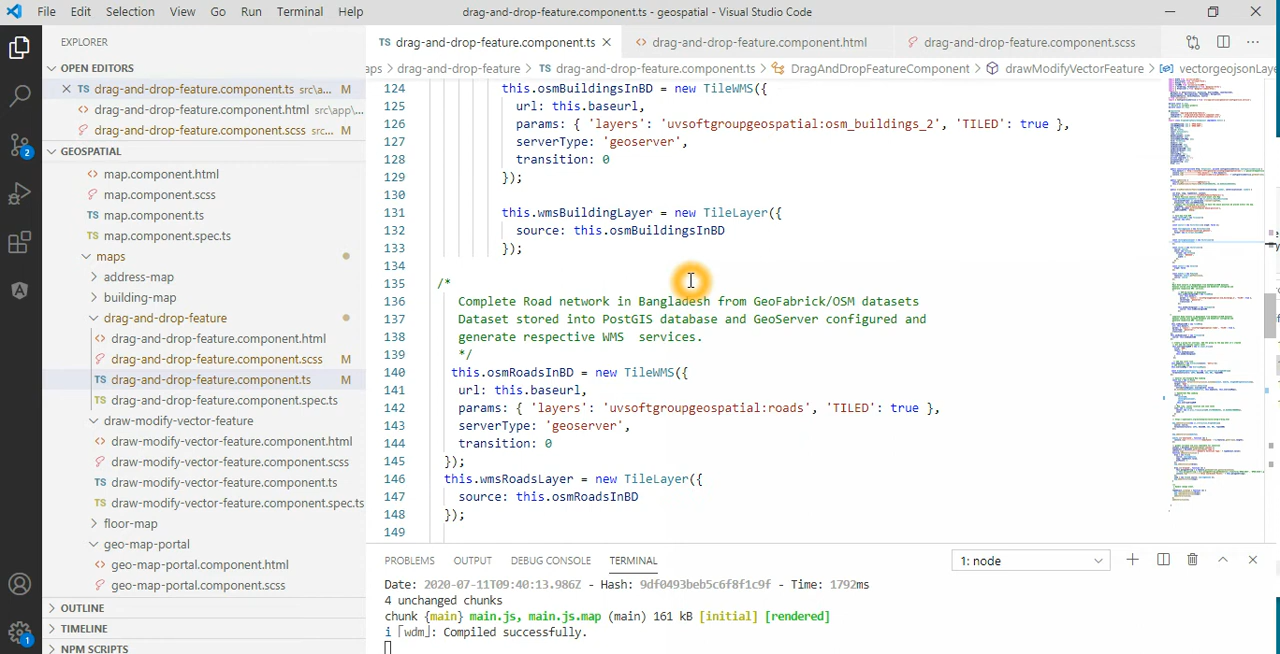 File Edit Selection View Go Run Terminal Help
drag-and-drop-feature.component.ts - geospatial - Visual Studio Code
EXPLORER
OPEN EDITORS
TS drag-and-drop-feature.component.ts src\a... M
<> drag-and-drop-feature.component.html src\app...
drag-and-drop-feature.component.scss src... M
GEOSPATIAL
<> map.component.html
map.component.scss
TS map.component.ts
TS map.component.spec.ts
maps
address-map
building-map
drag-and-drop-feature
<> drag-and-drop-feature.component.html
drag-and-drop-feature.component.scss M
TS drag-and-drop-feature.component.ts M
TS drag-and-drop-feature.component.spec.ts
draw-modify-vector-feature
<> draw-modify-vector-feature.component.html
draw-modify-vector-feature.component.scss
TS draw-modify-vector-feature.component.ts
TS draw-modify-vector-feature.component.spec.ts
floor-map
geo-map-portal
<> geo-map-portal.component.html
geo-map-portal.component.scss
OUTLINE
TIMELINE
NPM SCRIPTS
2
1
TS drag-and-drop-feature.component.ts
<> drag-and-drop-feature.component.html
drag-and-drop-feature.component.scss
aps > drag-and-drop-feature > TS drag-and-drop-feature.component.ts > DragAndDropFeatureComponent > drawModifyVectorFeature > vectorgeojsonLaye
124 this.osmBuildingsInBD = new TileWMS({
125 url: this.baseurl,
126 params: { 'layers': 'uvsoftgroupgeospatial:osm_buildings_2', 'TILED': true },
127 serverType: 'geoserver',
128 transition: 0
129 });
130
131 this.wmsBuildingLayer = new TileLayer({
132 source: this.osmBuildingsInBD
133 });
134
135 /*
136 Complete Road network in Bangladesh from GeoFabrick/OSM datasets
137 Dataset stored into PostGIS database and GeoServer configured and
138 generate respective WMS services.
139 */
140 this.osmRoadsInBD = new TileWMS({
141 url: this.baseurl,
142 params: { 'layers': 'uvsoftgroupgeospatial:roads', 'TILED': true },
143 serverType: 'geoserver',
144 transition: 0
145 });
146 this.wmsRoadsLayer = new TileLayer({
147 source: this.osmRoadsInBD
148 });
149
PROBLEMS OUTPUT DEBUG CONSOLE TERMINAL
1: node
Date: 2020-07-11T09:40:13.986Z - Hash: 9df0493beb5c6f8f1c9f - Time: 1792ms
4 unchanged chunks
chunk {main} main.js, main.js.map (main) 161 kB [initial] [rendered]
i ｢wdm｣: Compiled successfully.